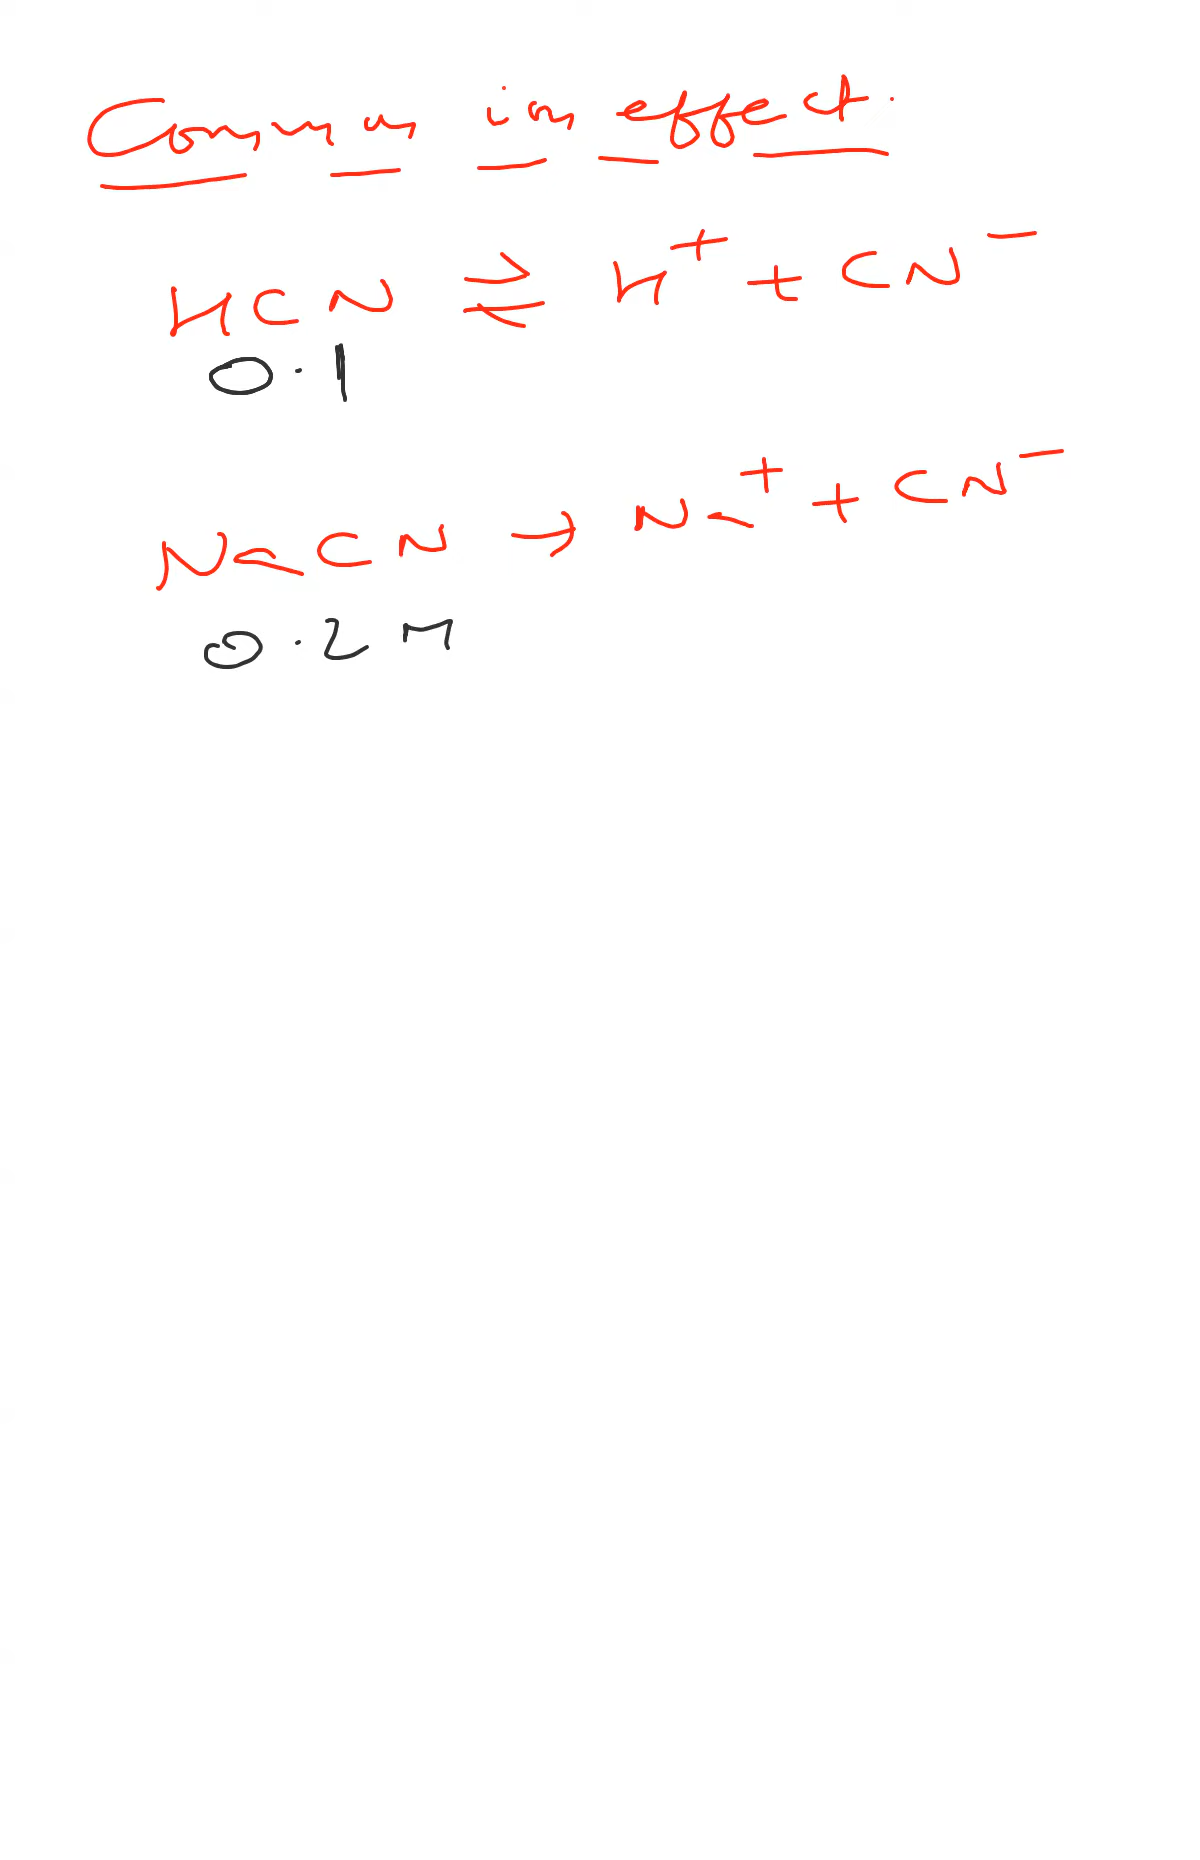 Common ion effect.
HCN ⇌ H⁺ + CN⁻
0.1
NaCN → Na⁺ + CN⁻
0.2 M